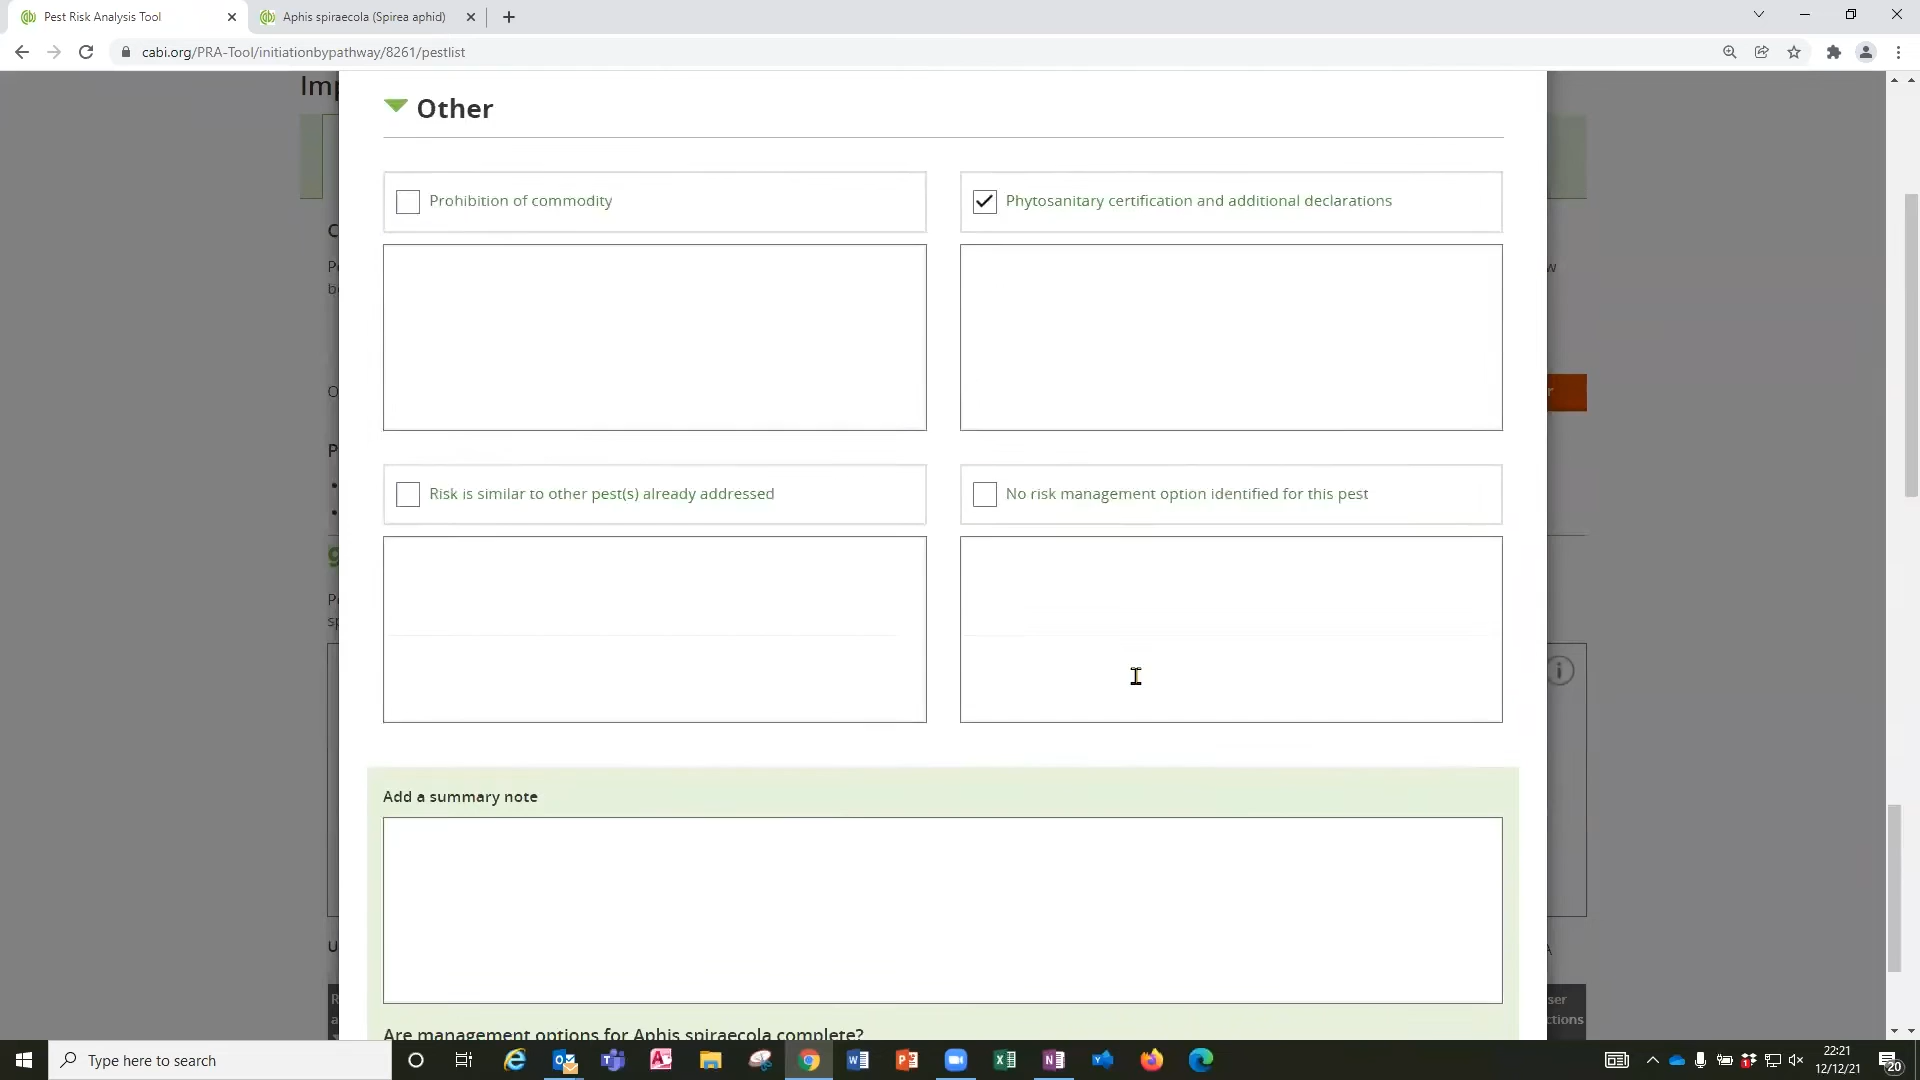 Pest Risk Analysis Tool
Aphis spiraecola (Spirea aphid)
cabi.org/PRA-Tool/initiationbypathway/8261/pestlist
Other
Prohibition of commodity
Phytosanitary certification and additional declarations
Risk is similar to other pest(s) already addressed
No risk management option identified for this pest
Add a summary note
Are management options for Aphis spiraecola complete?
Type here to search
22:21
12/12/21
20